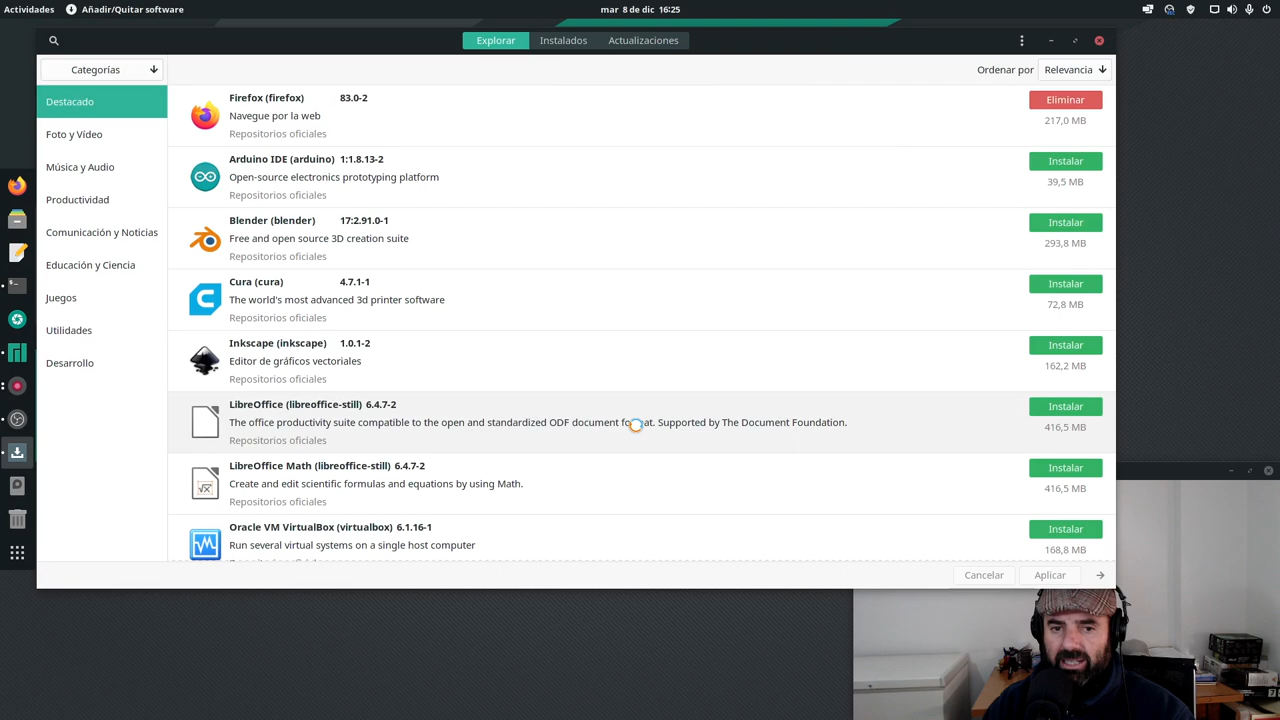 Actividades Añadir/Quitar software mar 8 de dic 16:25
Explorar Instalados Actualizaciones
Categorías Ordenar por Relevancia
Destacado
Foto y Vídeo
Música y Audio
Productividad
Comunicación y Noticias
Educación y Ciencia
Juegos
Utilidades
Desarrollo
Firefox (firefox) 83.0-2 Eliminar
Navegue por la web 217,0 MB
Repositorios oficiales
Arduino IDE (arduino) 1:1.8.13-2 Instalar
Open-source electronics prototyping platform 39,5 MB
Repositorios oficiales
Blender (blender) 17:2.91.0-1 Instalar
Free and open source 3D creation suite 293,8 MB
Repositorios oficiales
Cura (cura) 4.7.1-1 Instalar
The world's most advanced 3d printer software 72,8 MB
Repositorios oficiales
Inkscape (inkscape) 1.0.1-2 Instalar
Editor de gráficos vectoriales 162,2 MB
Repositorios oficiales
LibreOffice (libreoffice-still) 6.4.7-2 Instalar
The office productivity suite compatible to the open and standardized ODF document format. Supported by The Document Foundation. 416,5 MB
Repositorios oficiales
LibreOffice Math (libreoffice-still) 6.4.7-2 Instalar
Create and edit scientific formulas and equations by using Math. 416,5 MB
Repositorios oficiales
Oracle VM VirtualBox (virtualbox) 6.1.16-1 Instalar
Run several virtual systems on a single host computer 168,8 MB
Cancelar Aplicar